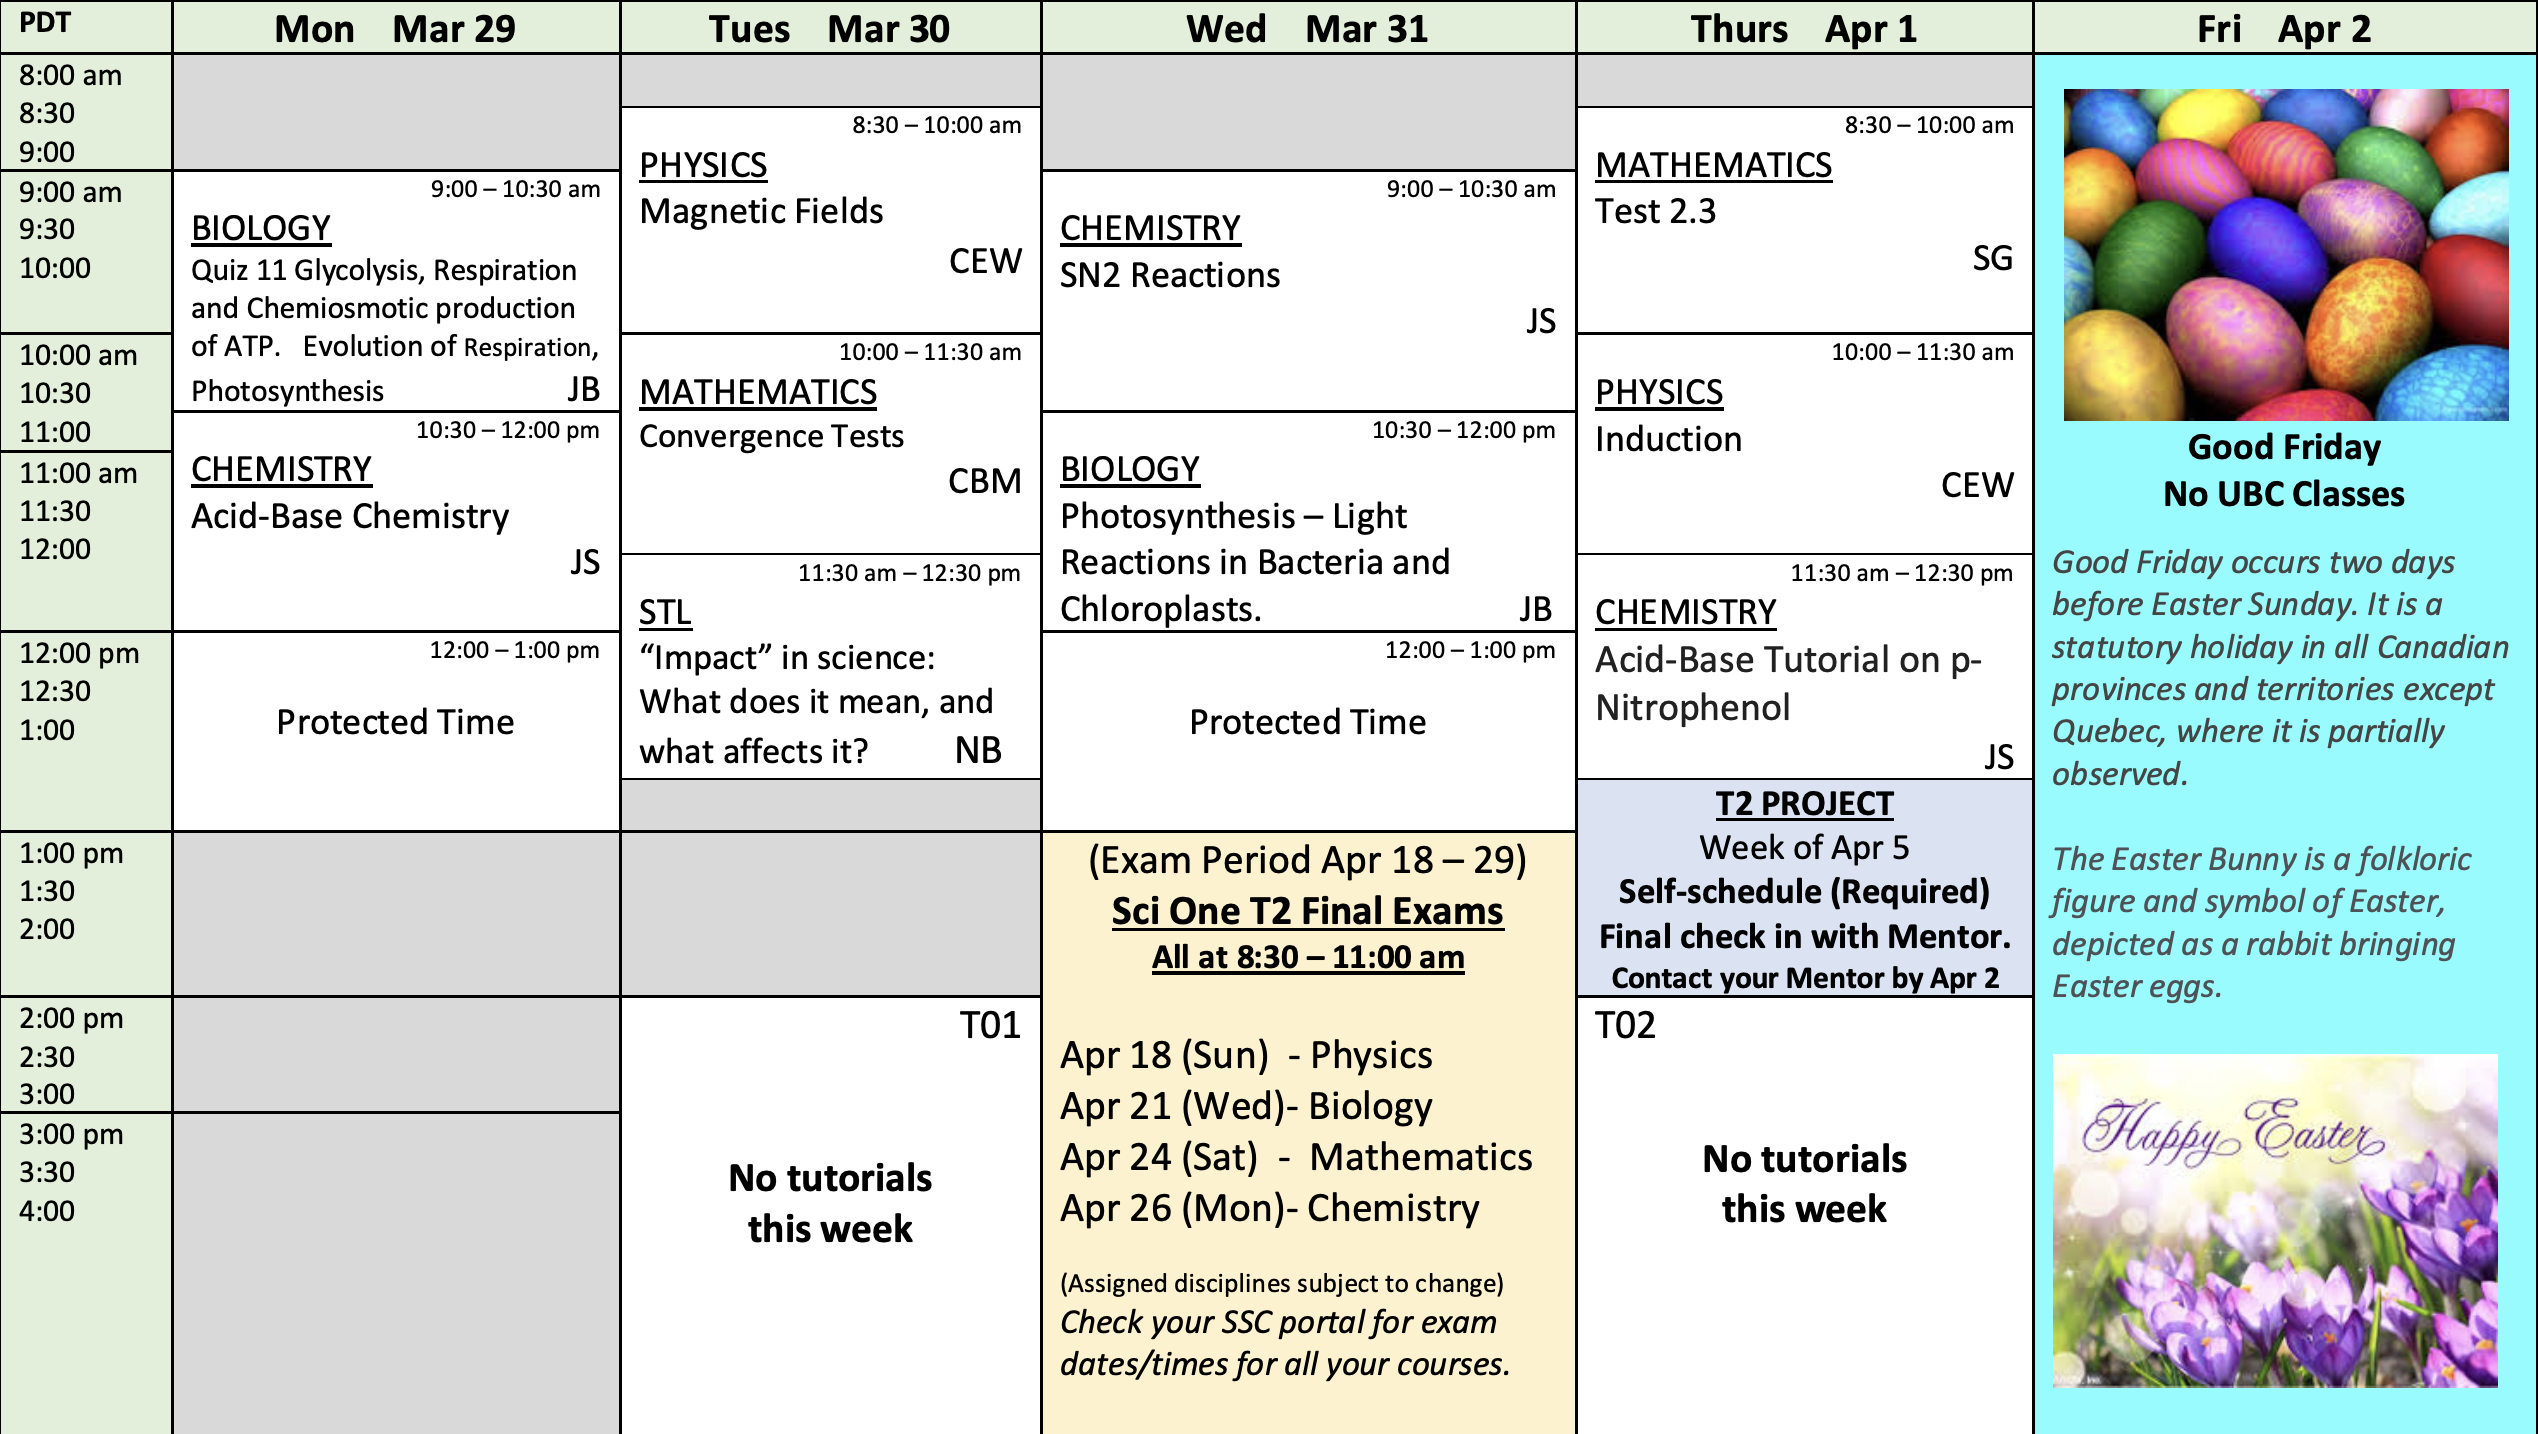 PDT
Mon Mar 29
Tues Mar 30
Wed Mar 31
Thurs Apr 1
Fri Apr 2
8:00 am
8:30
9:00
9:00 am
9:30
10:00
10:00 am
10:30
11:00
11:00 am
11:30
12:00
12:00 pm
12:30
1:00
1:00 pm
1:30
2:00
2:00 pm
2:30
3:00
3:00 pm
3:30
4:00
9:00 – 10:30 am
BIOLOGY
Quiz 11 Glycolysis, Respiration
and Chemiosmotic production
of ATP. Evolution of Respiration,
Photosynthesis JB
10:30 – 12:00 pm
CHEMISTRY
Acid-Base Chemistry
JS
12:00 – 1:00 pm
Protected Time
8:30 – 10:00 am
PHYSICS
Magnetic Fields
CEW
10:00 – 11:30 am
MATHEMATICS
Convergence Tests
CBM
11:30 am – 12:30 pm
STL
“Impact” in science:
What does it mean, and
what affects it? NB
T01
No tutorials
this week
9:00 – 10:30 am
CHEMISTRY
SN2 Reactions
JS
10:30 – 12:00 pm
BIOLOGY
Photosynthesis – Light
Reactions in Bacteria and
Chloroplasts. JB
12:00 – 1:00 pm
Protected Time
(Exam Period Apr 18 – 29)
Sci One T2 Final Exams
All at 8:30 – 11:00 am
Apr 18 (Sun) - Physics
Apr 21 (Wed)- Biology
Apr 24 (Sat) - Mathematics
Apr 26 (Mon)- Chemistry
(Assigned disciplines subject to change)
Check your SSC portal for exam
dates/times for all your courses.
8:30 – 10:00 am
MATHEMATICS
Test 2.3
SG
10:00 – 11:30 am
PHYSICS
Induction
CEW
11:30 am – 12:30 pm
CHEMISTRY
Acid-Base Tutorial on p-
Nitrophenol
JS
T2 PROJECT
Week of Apr 5
Self-schedule (Required)
Final check in with Mentor.
Contact your Mentor by Apr 2
T02
No tutorials
this week
Good Friday
No UBC Classes
Good Friday occurs two days
before Easter Sunday. It is a
statutory holiday in all Canadian
provinces and territories except
Quebec, where it is partially
observed.
The Easter Bunny is a folkloric
figure and symbol of Easter,
depicted as a rabbit bringing
Easter eggs.
Happy Easter